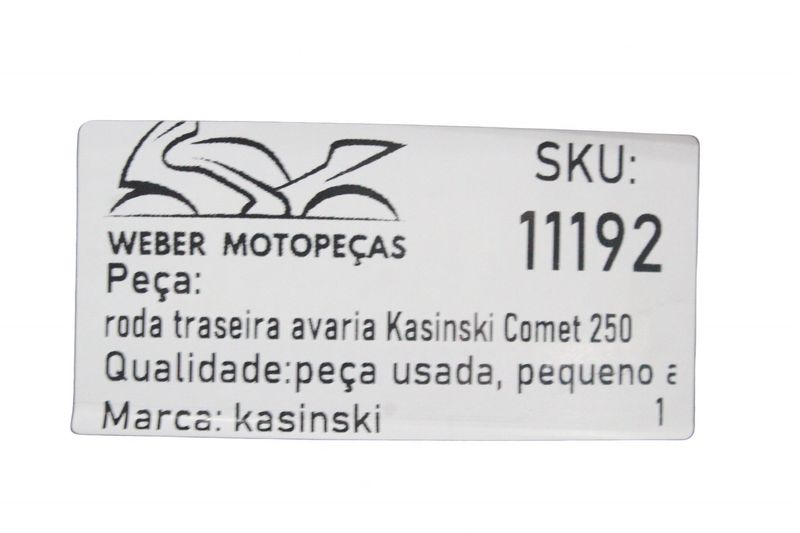 SKU:
11192
WEBER MOTOPEÇAS
Peça:
roda traseira avaria Kasinski Comet 250
Qualidade:peça usada, pequeno
Marca: kasinski
1